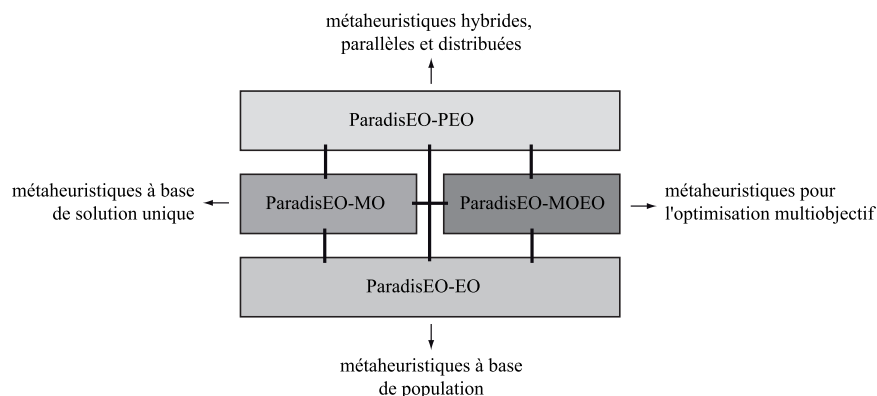 métaheuristiques hybrides,
parallèles et distribuées
ParadisEO-PEO
métaheuristiques à base
de solution unique
ParadisEO-MO
ParadisEO-MOEO
métaheuristiques pour
l'optimisation multiobjectif
ParadisEO-EO
métaheuristiques à base
de population